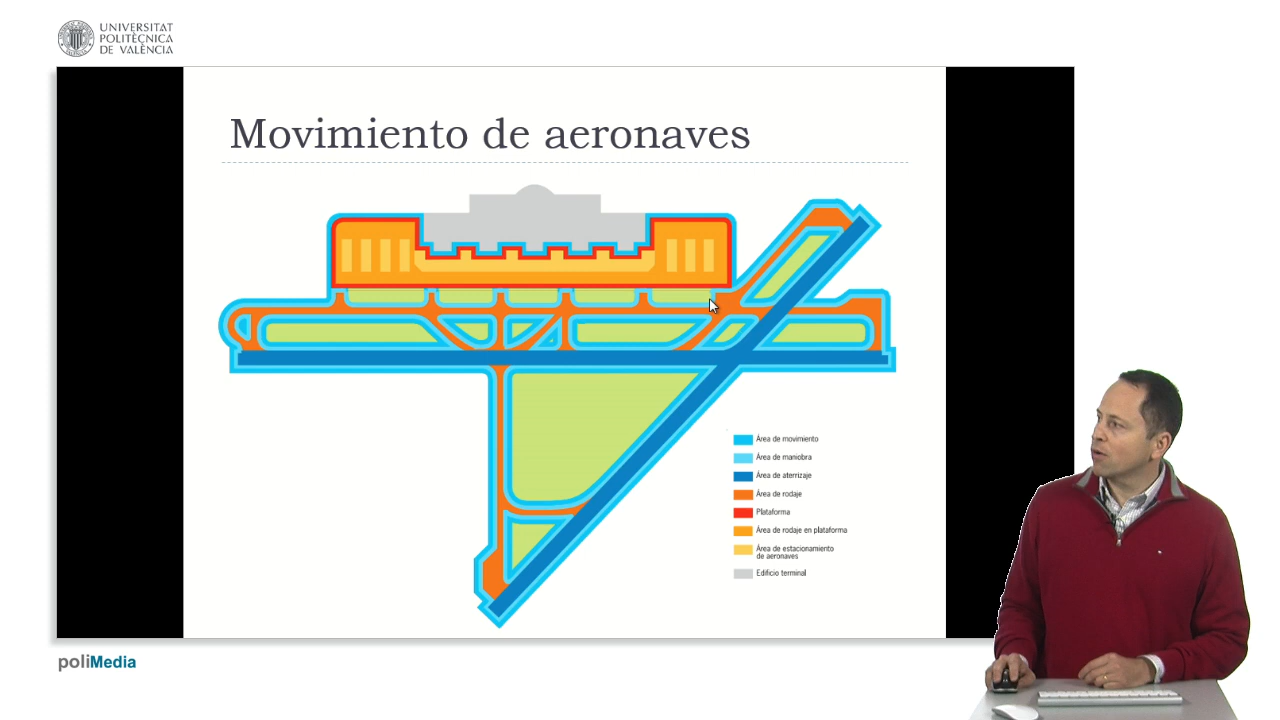 UNIVERSITAT
POLITÈCNICA
DE VALÈNCIA
Movimiento de aeronaves
Área de movimiento
Área de maniobra
Área de aterrizaje
Área de rodaje
Plataforma
Área de rodaje en plataforma
Área de estacionamiento
de aeronaves
Edificio terminal
poliMedia